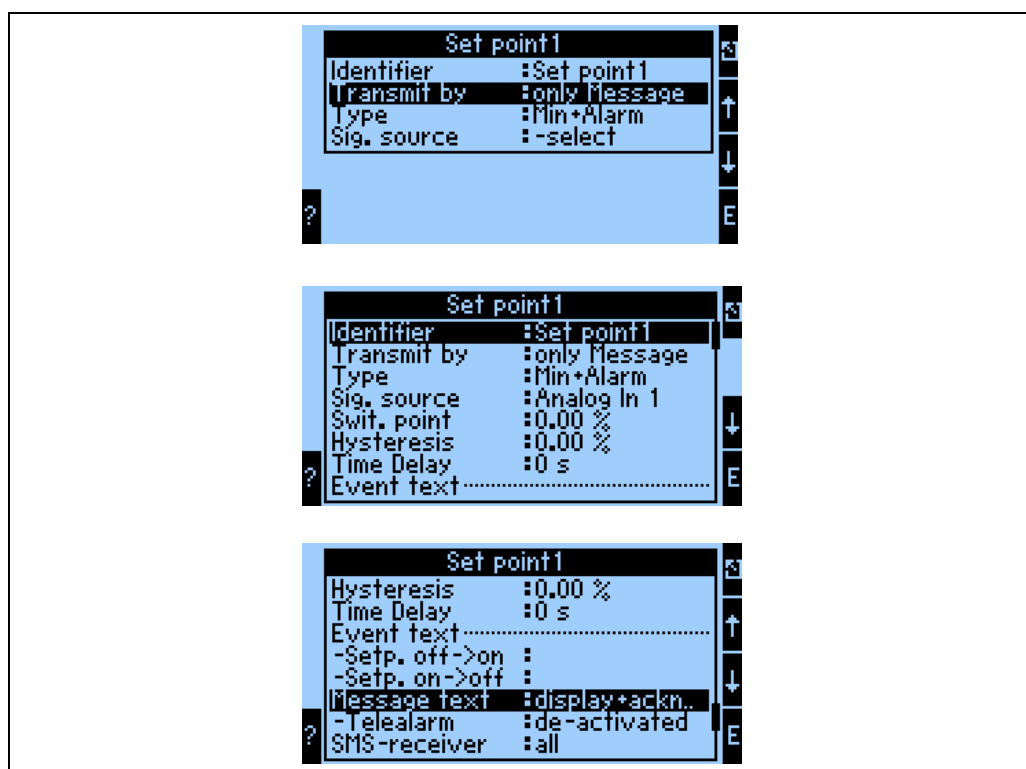 Set point1
Identifier :Set point1
Transmit by :only Message
Type :Min+Alarm
Sig. source :-select
↑
↓
? E
Set point1
Identifier :Set point1
Transmit by :only Message
Type :Min+Alarm
Sig. source :Analog In 1
Swit. point :0.00 %
Hysteresis :0.00 %
Time Delay :0 s
Event text
↓
? E
Set point1
Hysteresis :0.00 %
Time Delay :0 s
Event text
-Setp. off->on :
-Setp. on->off :
Message text :display+ackn..
-Telealarm :de-activated
SMS-receiver :all
↑
↓
? E